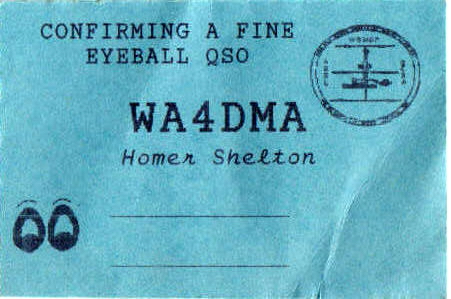 CONFIRMING A FINE
EYEBALL QSO
WA4DMA
Homer Shelton